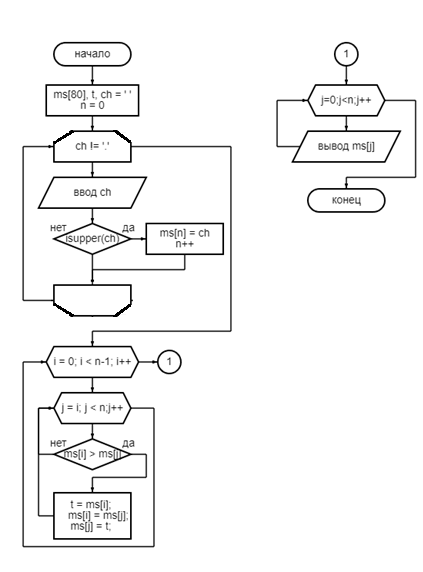 начало
ms[80], t, ch = ' '
n = 0
ch != '.'
ввод ch
нет
да
isupper(ch)
ms[n] = ch
n++
i = 0; i < n-1; i++
1
j = i; j < n;j++
нет
да
ms[i] > ms[j]
t = ms[i];
ms[i] = ms[j];
ms[j] = t;
1
j=0;j<n;j++
вывод ms[j]
конец